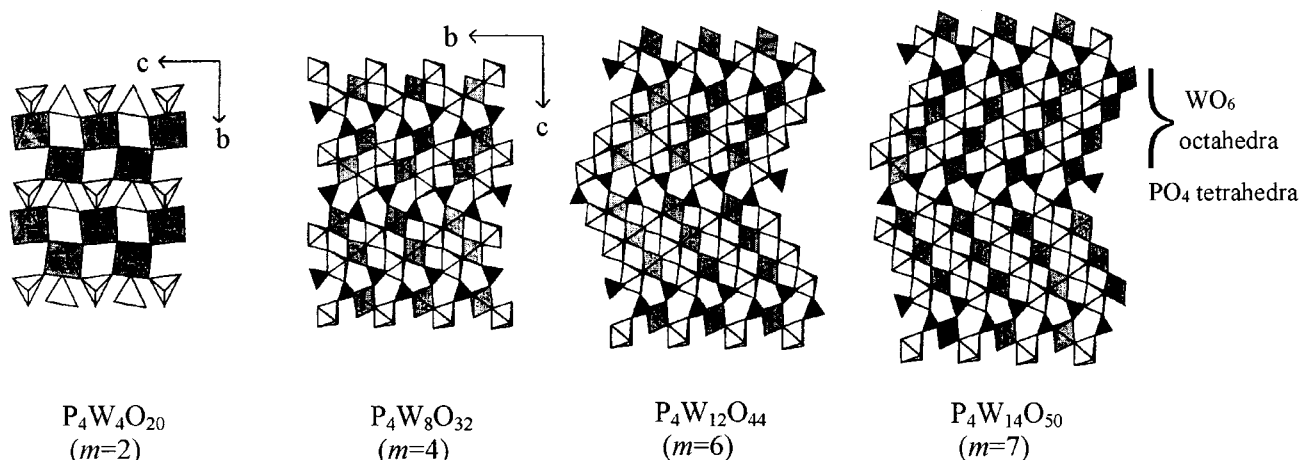 c
b
b
c
WO₆
octahedra
PO₄ tetrahedra
P₄W₄O₂₀
(m=2)
P₄W₈O₃₂
(m=4)
P₄W₁₂O₄₄
(m=6)
P₄W₁₄O₅₀
(m=7)